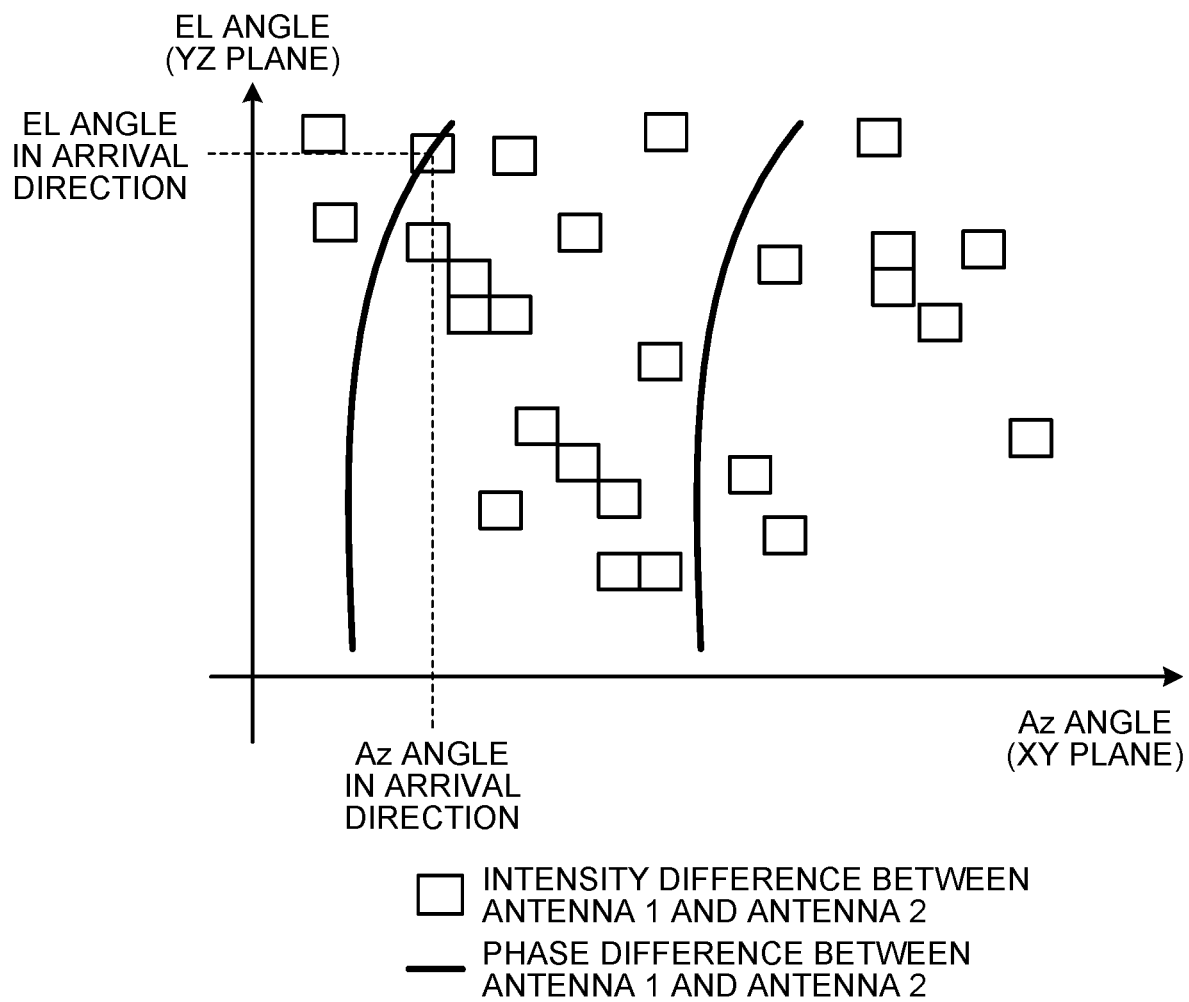 EL ANGLE
(YZ PLANE)
EL ANGLE
IN ARRIVAL
DIRECTION
Az ANGLE
IN ARRIVAL
DIRECTION
Az ANGLE
(XY PLANE)
INTENSITY DIFFERENCE BETWEEN
ANTENNA 1 AND ANTENNA 2
PHASE DIFFERENCE BETWEEN
ANTENNA 1 AND ANTENNA 2